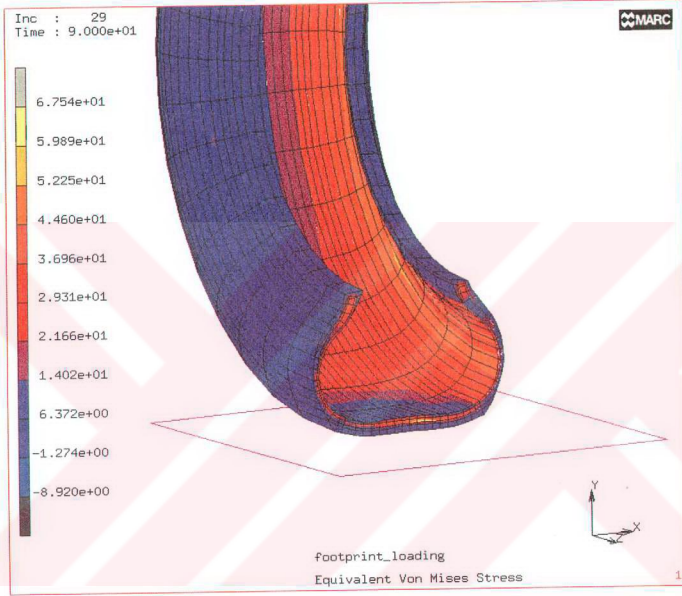 Inc : 29
Time : 9.000e+01
MARC
6.754e+01
5.989e+01
5.225e+01
4.460e+01
3.696e+01
2.931e+01
2.166e+01
1.402e+01
6.372e+00
-1.274e+00
-8.920e+00
Y
X
Z
footprint_loading
Equivalent Von Mises Stress
1